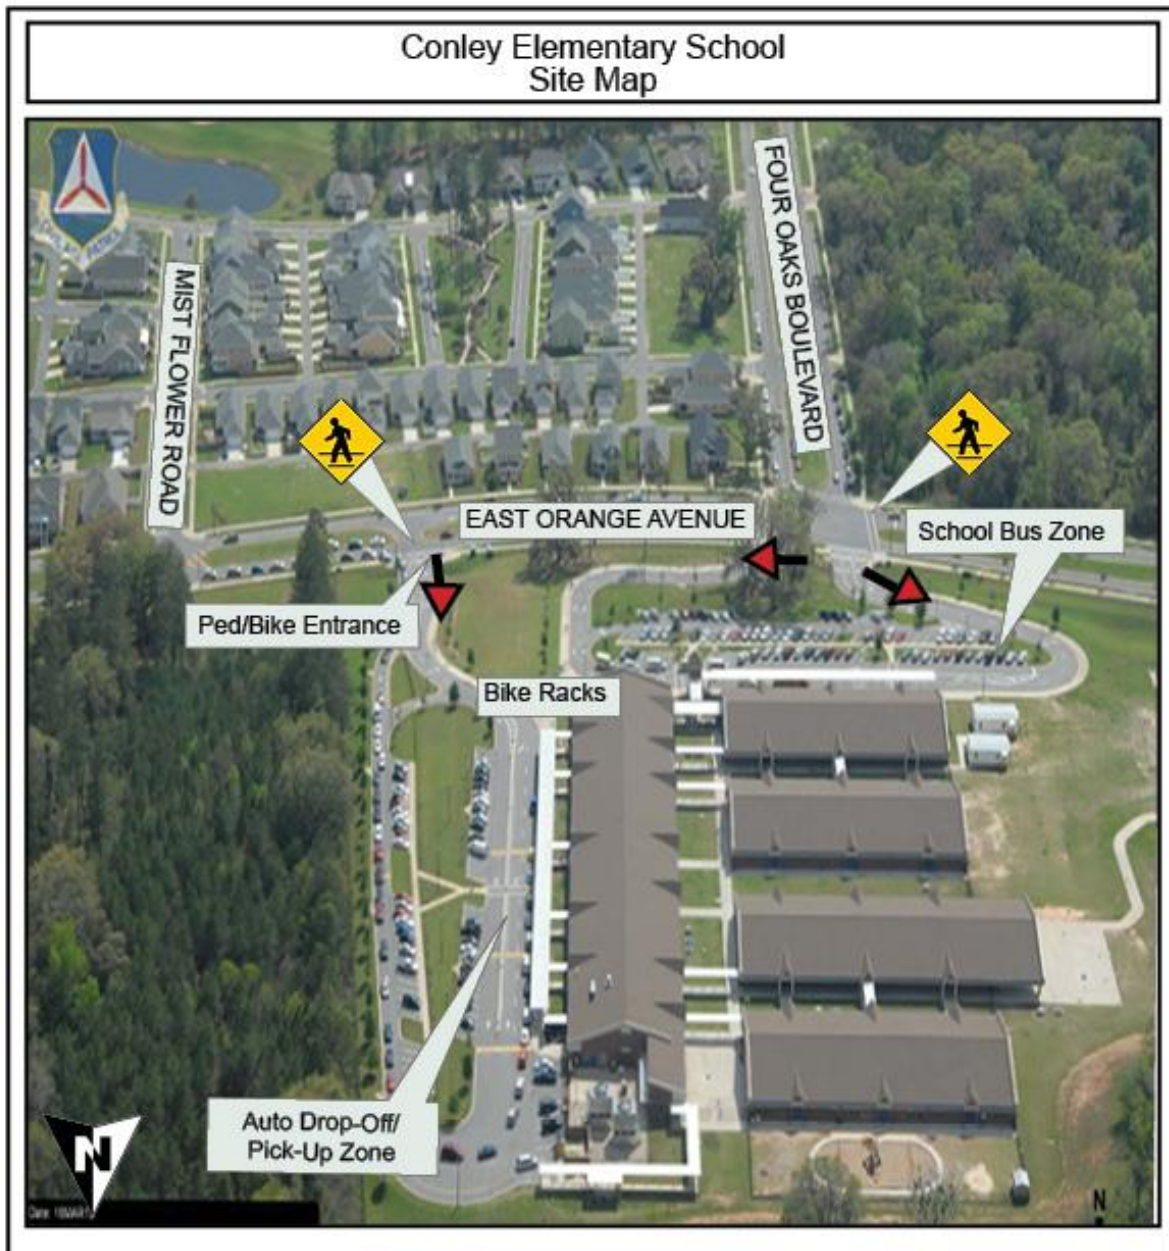 Conley Elementary School
Site Map
FOUR OAKS BOULEVARD
MIST FLOWER ROAD
EAST ORANGE AVENUE
School Bus Zone
Ped/Bike Entrance
Bike Racks
Auto Drop-Off/
Pick-Up Zone
N
N